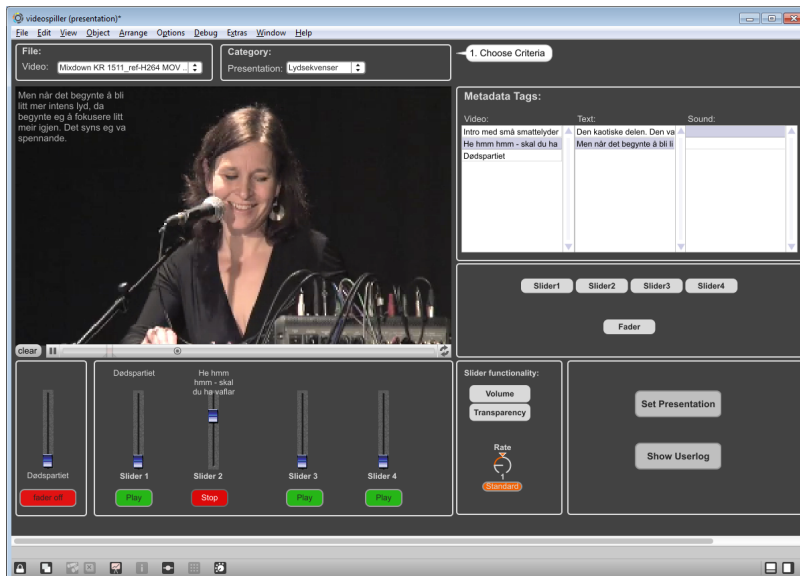 videospiller (presentation)*
File Edit View Object Arrange Options Debug Extras Window Help
File:
Video: Mixdown KR 1511_ref-H264 MOV ...
Category:
Presentation: Lydsekvenser
1. Choose Criteria
Men når det begynte å bli
litt mer intens lyd, da
begynte eg å fokusere litt
meir igjen. Det syns eg va
spennande.
Metadata Tags:
Video: Text: Sound:
Intro med små smattelyder Den kaotiske delen. Den va
He hmm hmm - skal du ha Men når det begynte å bli li
Dødspartiet
Slider1 Slider2 Slider3 Slider4
Fader
clear
Dødspartiet
fader off
Dødspartiet
He hmm
hmm - skal
du ha vaflar
Slider 1 Slider 2 Slider 3 Slider 4
Play Stop Play Play
Slider functionality:
Volume
Transparency
Rate
1
Standard
Set Presentation
Show Userlog